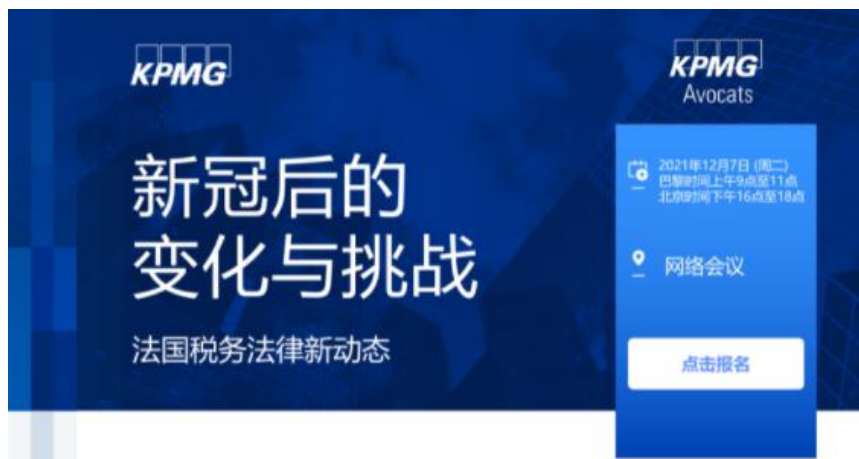 KPMG
新冠后的
变化与挑战
法国税务法律新动态
KPMG
Avocats
2021年12月7日 (周二)
巴黎时间上午9点至11点
北京时间下午16点至18点
网络会议
点击报名